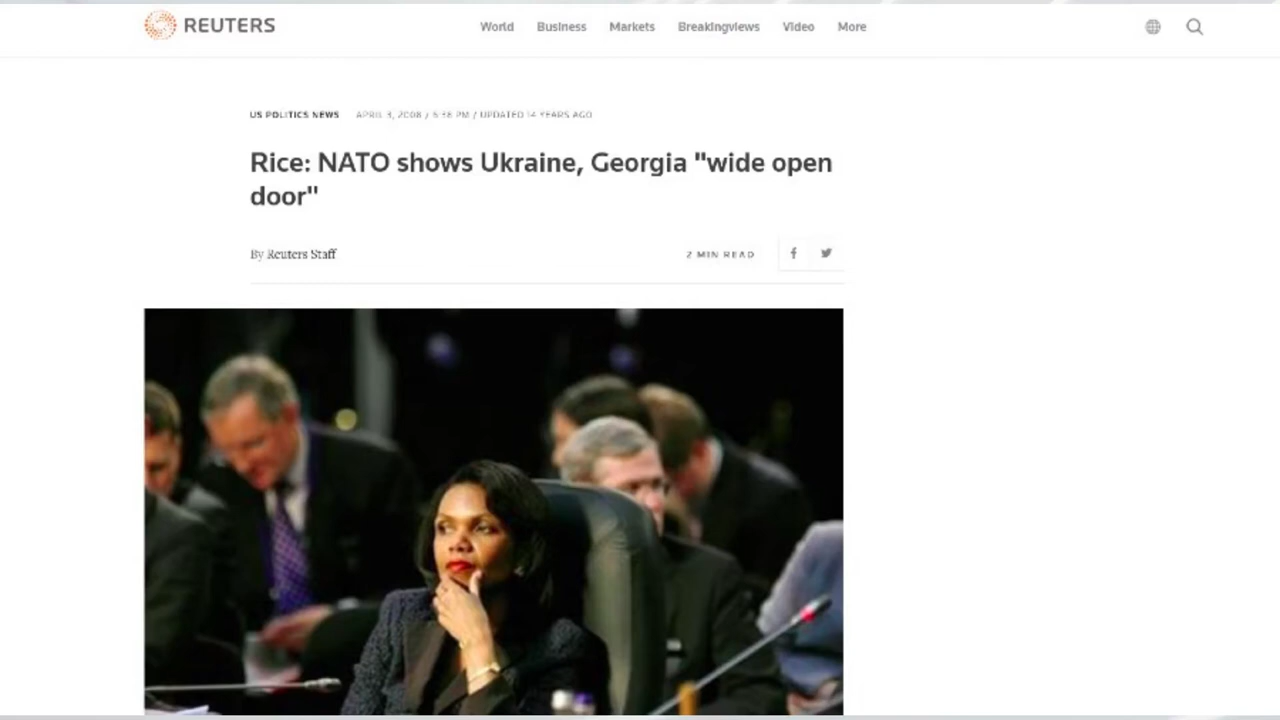 REUTERS
World Business Markets Breakingviews Video More
US POLITICS NEWS APRIL 3, 2008 / 5:38 PM / UPDATED 14 YEARS AGO
Rice: NATO shows Ukraine, Georgia "wide open
door"
By Reuters Staff 2 MIN READ